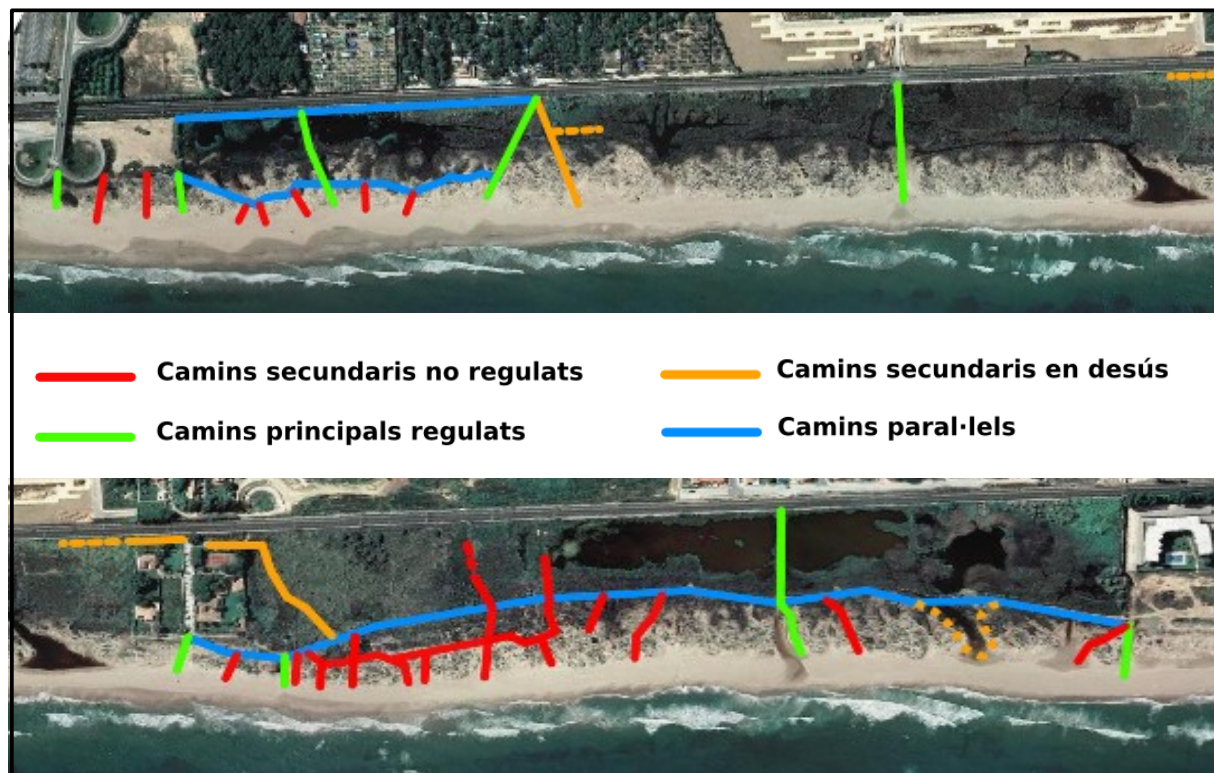 Camins secundaris no regulats
Camins secundaris en desús
Camins principals regulats
Camins paral·lels